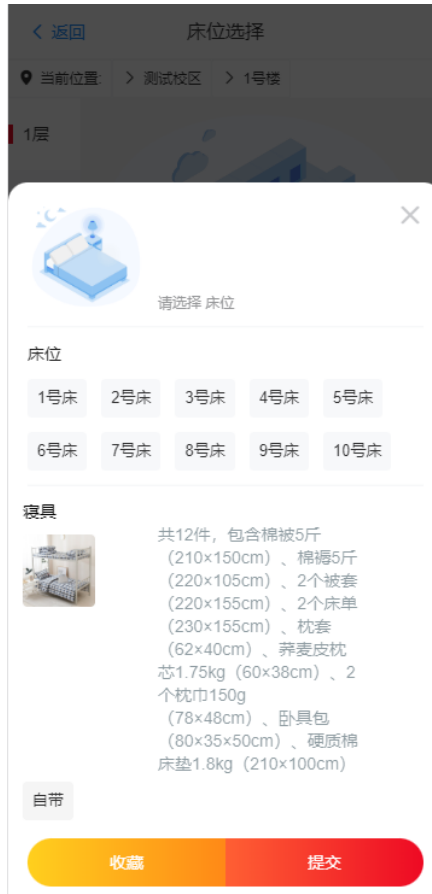 返回
床位选择
当前位置:
测试校区
1号楼
1层
请选择 床位
床位
1号床
2号床
3号床
4号床
5号床
6号床
7号床
8号床
9号床
10号床
寝具
共12件，包含棉被5斤
（210×150cm）、棉褥5斤
（220×105cm）、2个被套
（220×155cm）、2个床单
（230×155cm）、枕套
（62×40cm）、荞麦皮枕
芯1.75kg（60×38cm）、2
个枕巾150g
（78×48cm）、卧具包
（80×35×50cm）、硬质棉
床垫1.8kg（210×100cm）
自带
收藏
提交